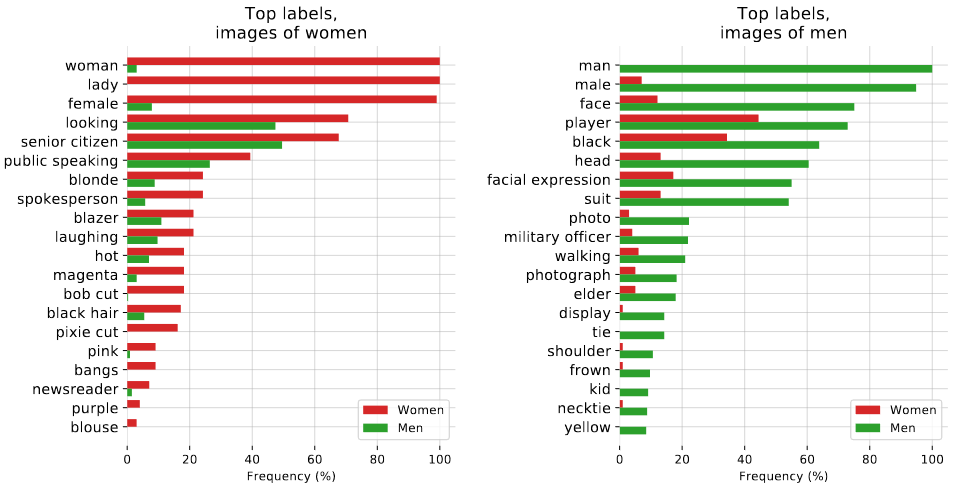 Top labels,
images of women
woman
lady
female
looking
senior citizen
public speaking
blonde
spokesperson
blazer
laughing
hot
magenta
bob cut
black hair
pixie cut
pink
bangs
newsreader
purple
blouse
Women
Men
0 20 40 60 80 100
Frequency (%)
Top labels,
images of men
man
male
face
player
black
head
facial expression
suit
photo
military officer
walking
photograph
elder
display
tie
shoulder
frown
kid
necktie
yellow
Women
Men
0 20 40 60 80 100
Frequency (%)